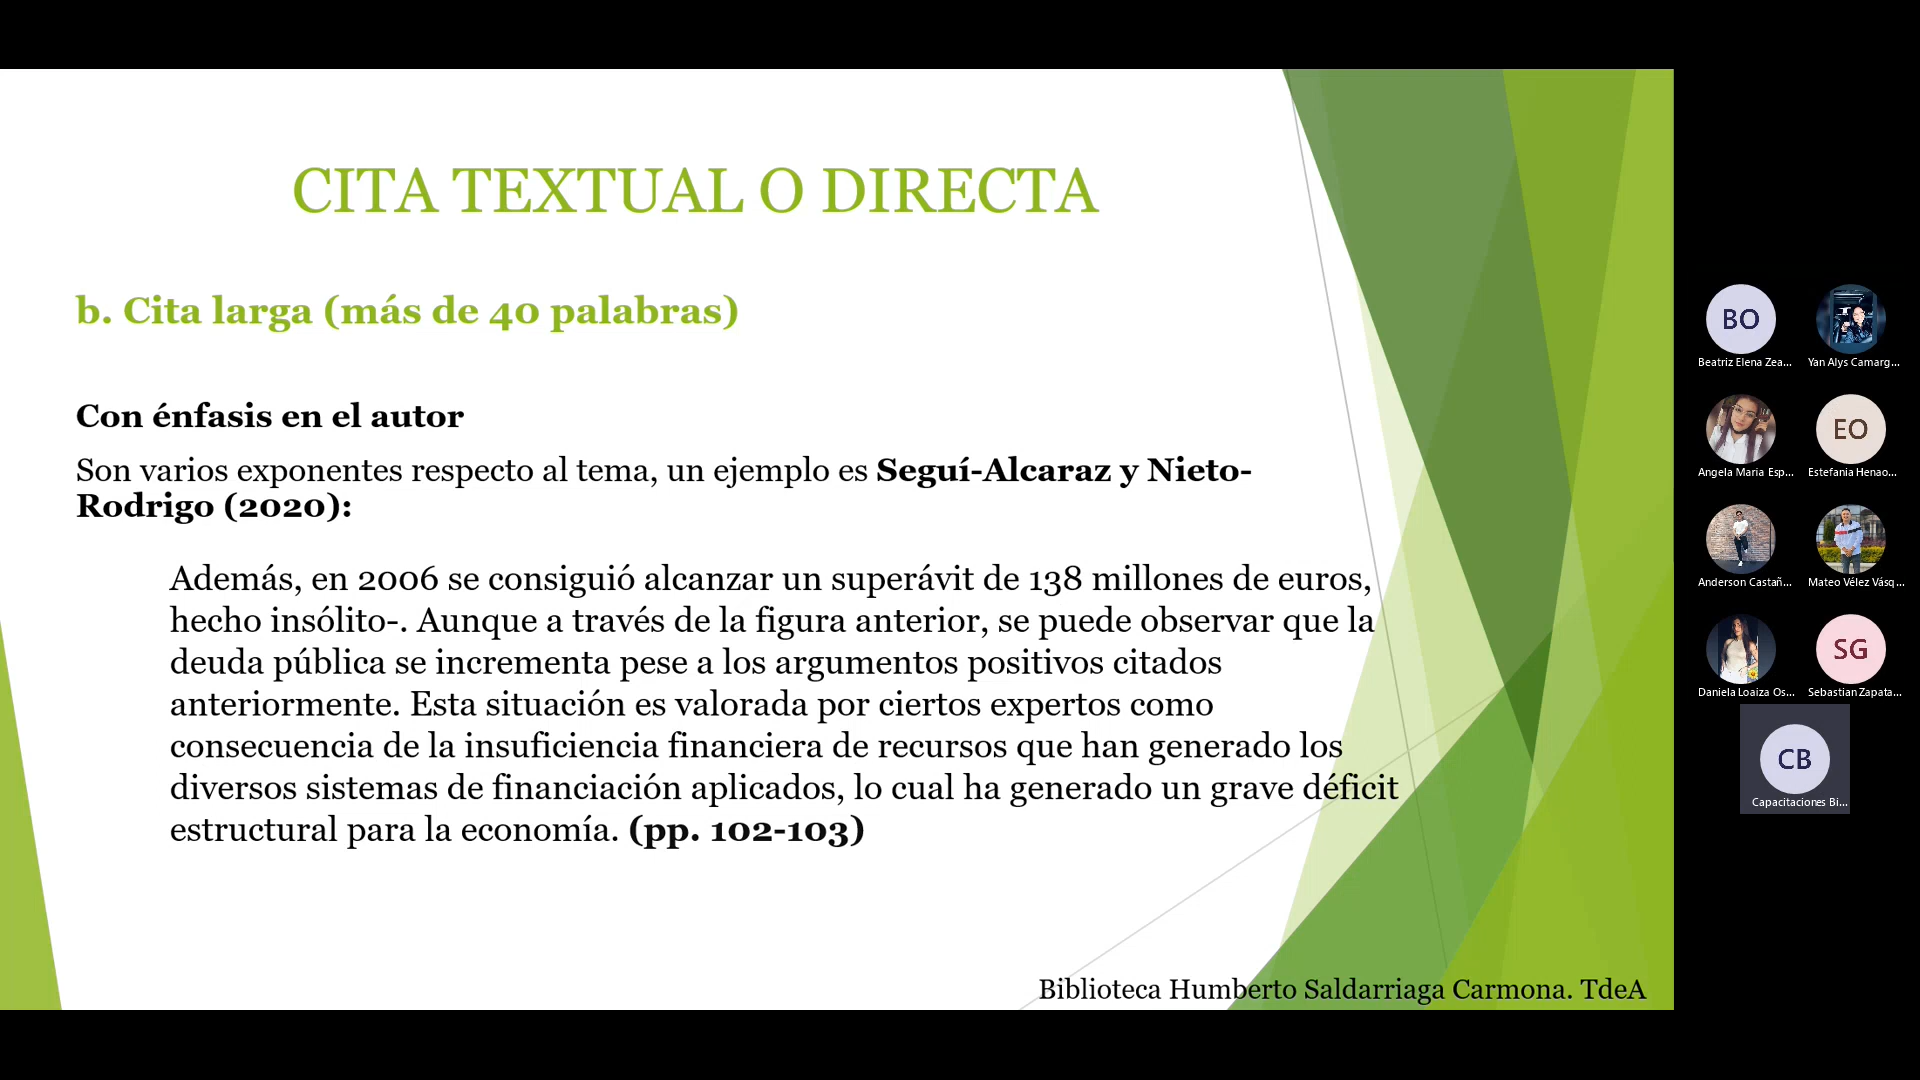 CITA TEXTUAL O DIRECTA
b. Cita larga (más de 40 palabras)
Con énfasis en el autor
Son varios exponentes respecto al tema, un ejemplo es Seguí-Alcaraz y Nieto-
Rodrigo (2020):
Además, en 2006 se consiguió alcanzar un superávit de 138 millones de euros,
hecho insólito-. Aunque a través de la figura anterior, se puede observar que la
deuda pública se incrementa pese a los argumentos positivos citados
anteriormente. Esta situación es valorada por ciertos expertos como
consecuencia de la insuficiencia financiera de recursos que han generado los
diversos sistemas de financiación aplicados, lo cual ha generado un grave déficit
estructural para la economía. (pp. 102-103)
Biblioteca Humberto Saldarriaga Carmona. TdeA
BO
Beatriz Elena Zea...
Yan Alys Camarg...
Angela María Esp...
EO
Estefania Henao...
Anderson Castañ...
Mateo Vélez Vásq...
Daniela Loaiza Os...
SG
Sebastian Zapata...
CB
Capacitaciones Bi...